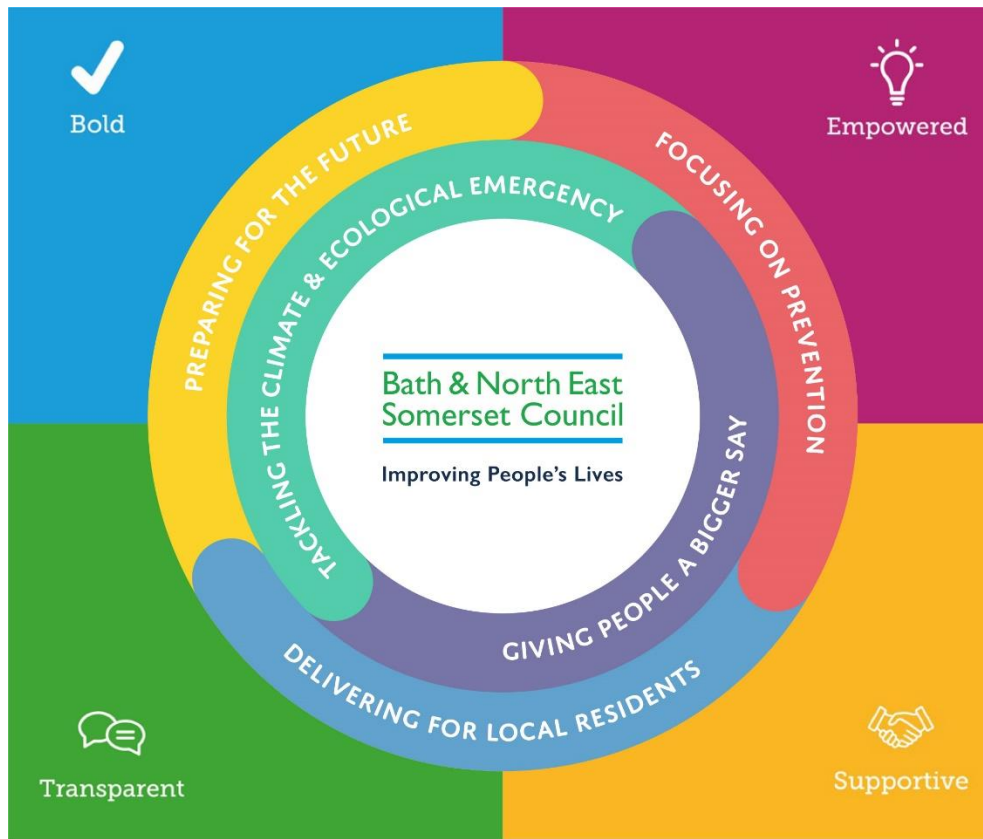 Bold
Empowered
PREPARING FOR THE FUTURE
FOCUSING ON PREVENTION
TACKLING THE CLIMATE & ECOLOGICAL EMERGENCY
Bath & North East
Somerset Council
Improving People's Lives
GIVING PEOPLE A BIGGER SAY
DELIVERING FOR LOCAL RESIDENTS
Transparent
Supportive